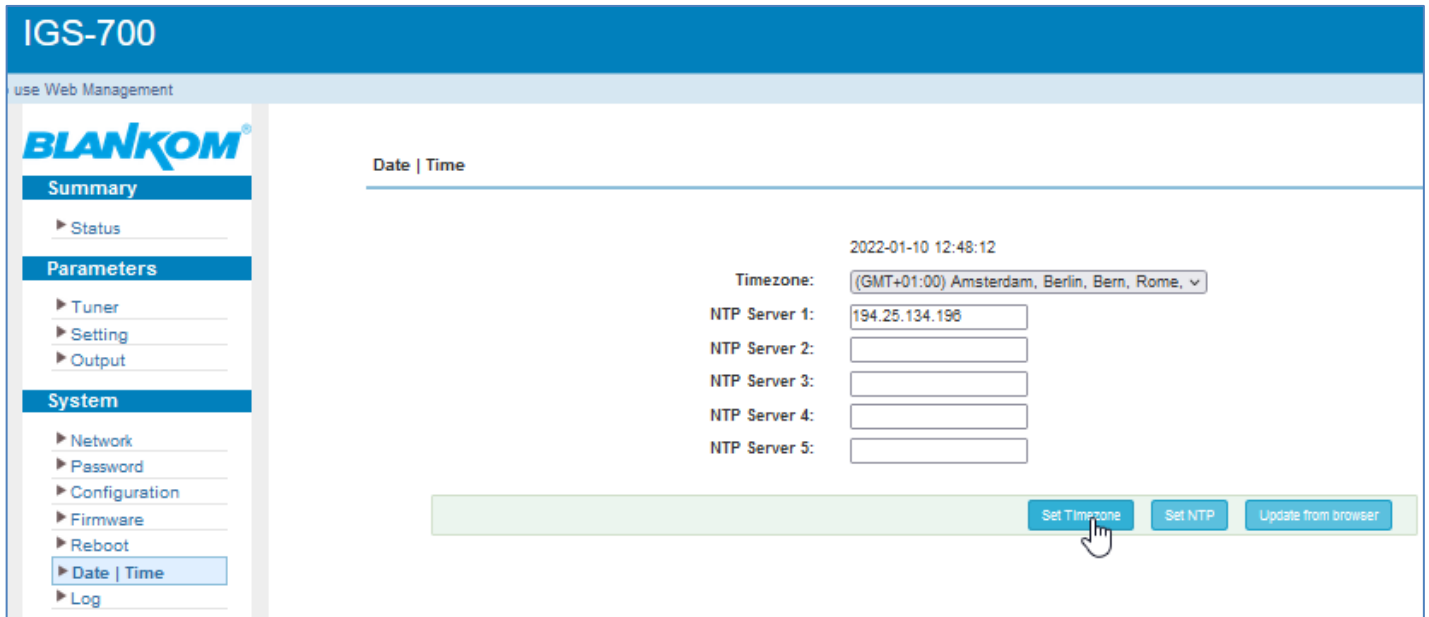 IGS-700
use Web Management
BLANKOM®
Summary
Status
Parameters
Tuner
Setting
Output
System
Network
Password
Configuration
Firmware
Reboot
Date | Time
Log
Date | Time
2022-01-10 12:48:12
Timezone: (GMT+01:00) Amsterdam, Berlin, Bern, Rome,
NTP Server 1: 194.25.134.196
NTP Server 2:
NTP Server 3:
NTP Server 4:
NTP Server 5:
Set Timezone Set NTP Update from browser